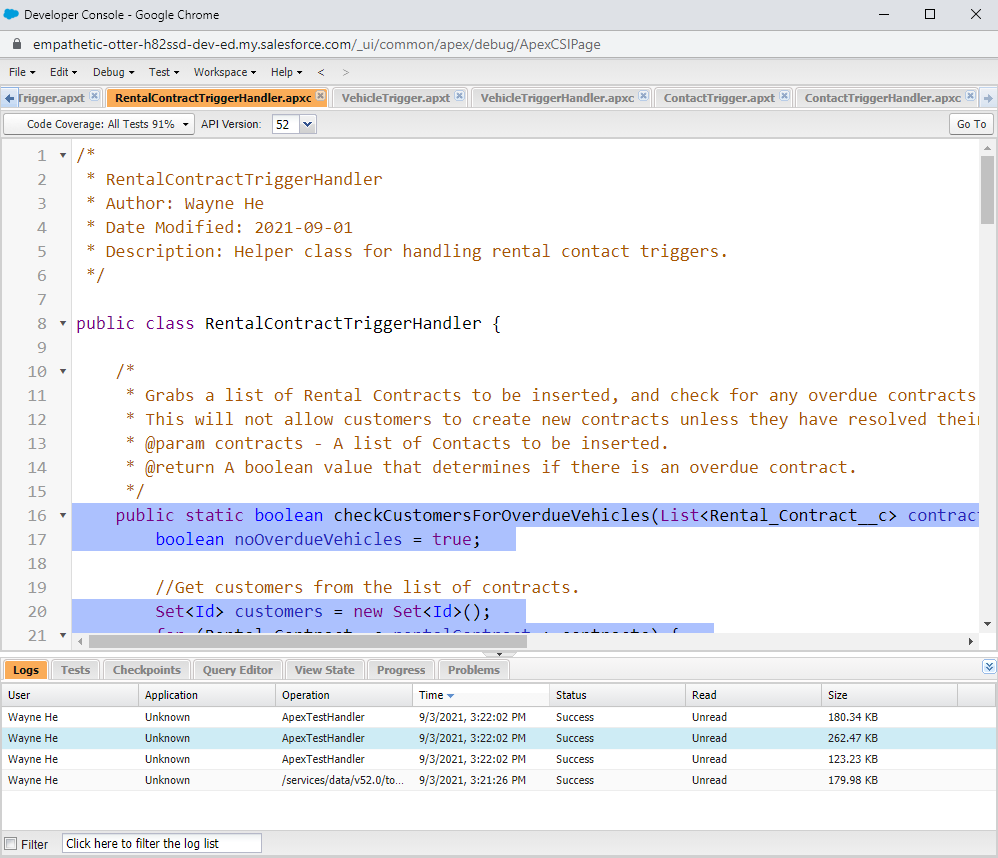 Developer Console - Google Chrome
empathetic-otter-h82ssd-dev-ed.my.salesforce.com/_ui/common/apex/debug/ApexCSIPage
File Edit Debug Test Workspace Help < >
Trigger.apxt RentalContractTriggerHandler.apxc VehicleTrigger.apxt VehicleTriggerHandler.apxc ContactTrigger.apxt ContactTriggerHandler.apxc
Code Coverage: All Tests 91% API Version: 52 Go To
1 /*
2 * RentalContractTriggerHandler
3 * Author: Wayne He
4 * Date Modified: 2021-09-01
5 * Description: Helper class for handling rental contact triggers.
6 */
7
8 public class RentalContractTriggerHandler {
9
10 /*
11 * Grabs a list of Rental Contracts to be inserted, and check for any overdue contracts
12 * This will not allow customers to create new contracts unless they have resolved their
13 * @param contracts - A list of Contacts to be inserted.
14 * @return A boolean value that determines if there is an overdue contract.
15 */
16 public static boolean checkCustomersForOverdueVehicles(List<Rental_Contract__c> contract
17 boolean noOverdueVehicles = true;
18
19 //Get customers from the list of contracts.
20 Set<Id> customers = new Set<Id>();
21 for (Rental_Contract__c rentalContract : contracts) {
Logs Tests Checkpoints Query Editor View State Progress Problems
User Application Operation Time Status Read Size
Wayne He Unknown ApexTestHandler 9/3/2021, 3:22:02 PM Success Unread 180.34 KB
Wayne He Unknown ApexTestHandler 9/3/2021, 3:22:02 PM Success Unread 262.47 KB
Wayne He Unknown ApexTestHandler 9/3/2021, 3:22:02 PM Success Unread 123.23 KB
Wayne He Unknown /services/data/v52.0/to... 9/3/2021, 3:21:26 PM Success Unread 179.98 KB
Filter Click here to filter the log list